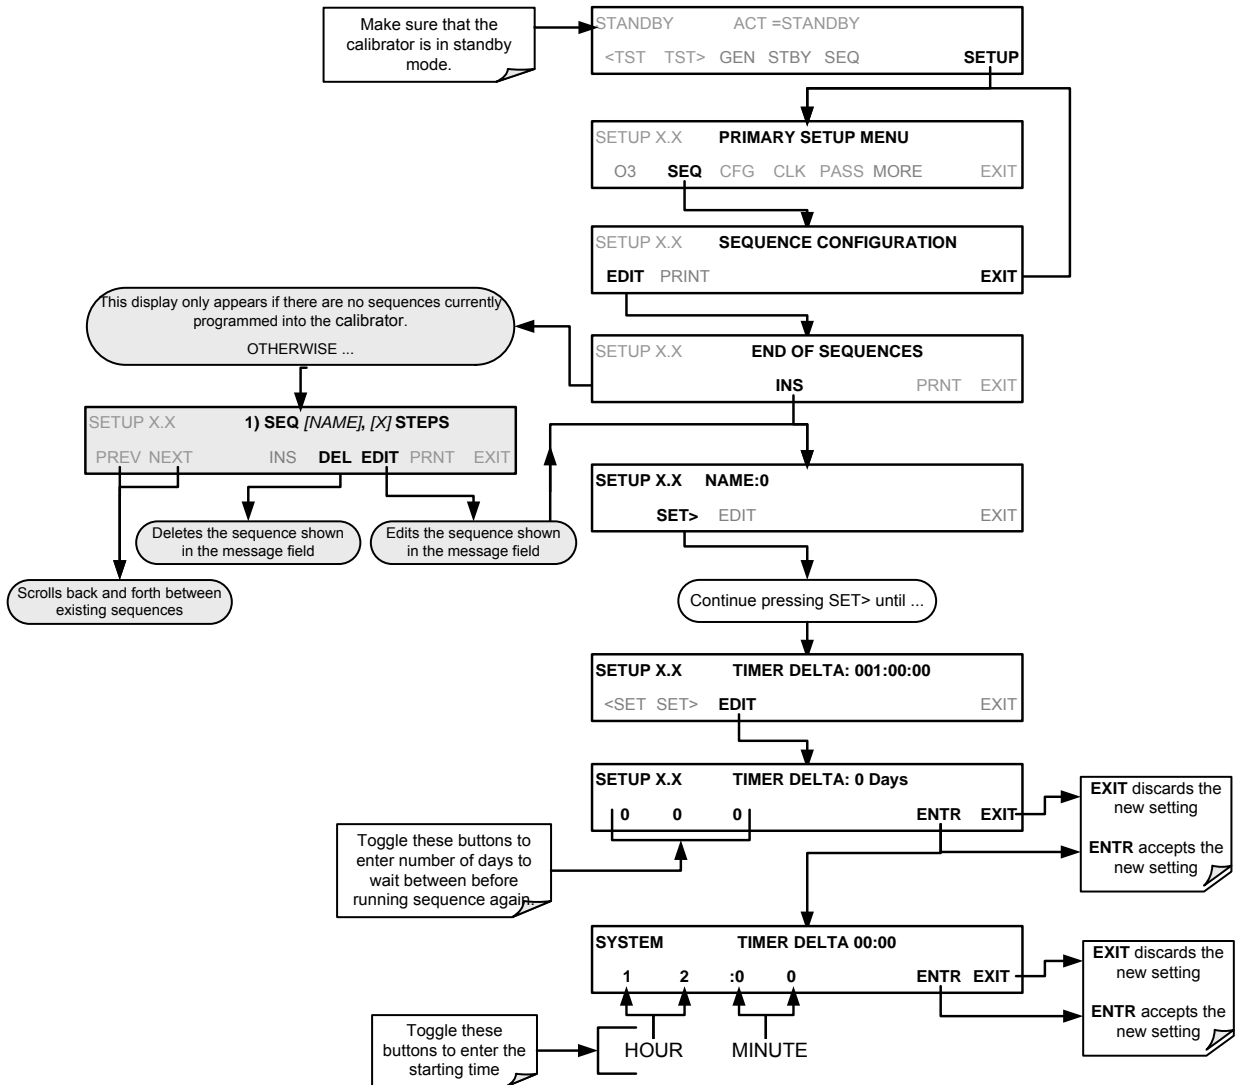 Make sure that the
calibrator is in standby
mode.
STANDBY ACT =STANDBY
<TST TST> GEN STBY SEQ SETUP
SETUP X.X PRIMARY SETUP MENU
O3 SEQ CFG CLK PASS MORE EXIT
SETUP X.X SEQUENCE CONFIGURATION
EDIT PRINT EXIT
This display only appears if there are no sequences currently
programmed into the calibrator.
OTHERWISE ...
SETUP X.X END OF SEQUENCES
INS PRNT EXIT
SETUP X.X 1) SEQ [NAME], [X] STEPS
PREV NEXT INS DEL EDIT PRNT EXIT
Deletes the sequence shown
in the message field
Edits the sequence shown
in the message field
Scrolls back and forth between
existing sequences
SETUP X.X NAME:0
SET> EDIT EXIT
Continue pressing SET> until ...
SETUP X.X TIMER DELTA: 001:00:00
<SET SET> EDIT EXIT
SETUP X.X TIMER DELTA: 0 Days
0 0 0 ENTR EXIT
EXIT discards the
new setting
ENTR accepts the
new setting
Toggle these buttons to
enter number of days to
wait between before
running sequence again.
SYSTEM TIMER DELTA 00:00
1 2 :0 0 ENTR EXIT
EXIT discards the
new setting
ENTR accepts the
new setting
Toggle these
buttons to enter the
starting time
HOUR MINUTE